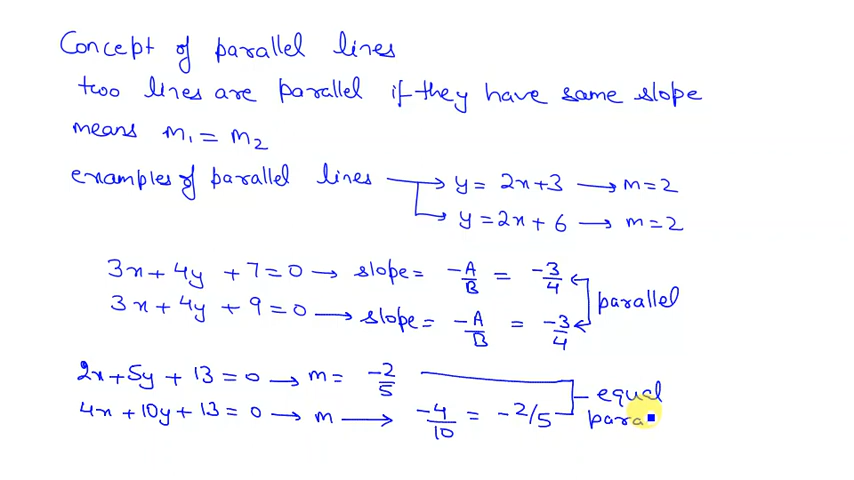 Concept of parallel lines
two lines are parallel if they have same slope
means m₁ = m₂
examples of parallel lines → y = 2x+3 → m=2
→ y = 2x + 6 → m = 2
3x + 4y + 7 = 0 → slope = -A/B = -3/4
parallel
3x + 4y + 9 = 0 → slope = -A/B = -3/4
2x + 5y + 13 = 0 → m = -2/5
equal
4x + 10y + 13 = 0 → m → -4/10 = -2/5
para